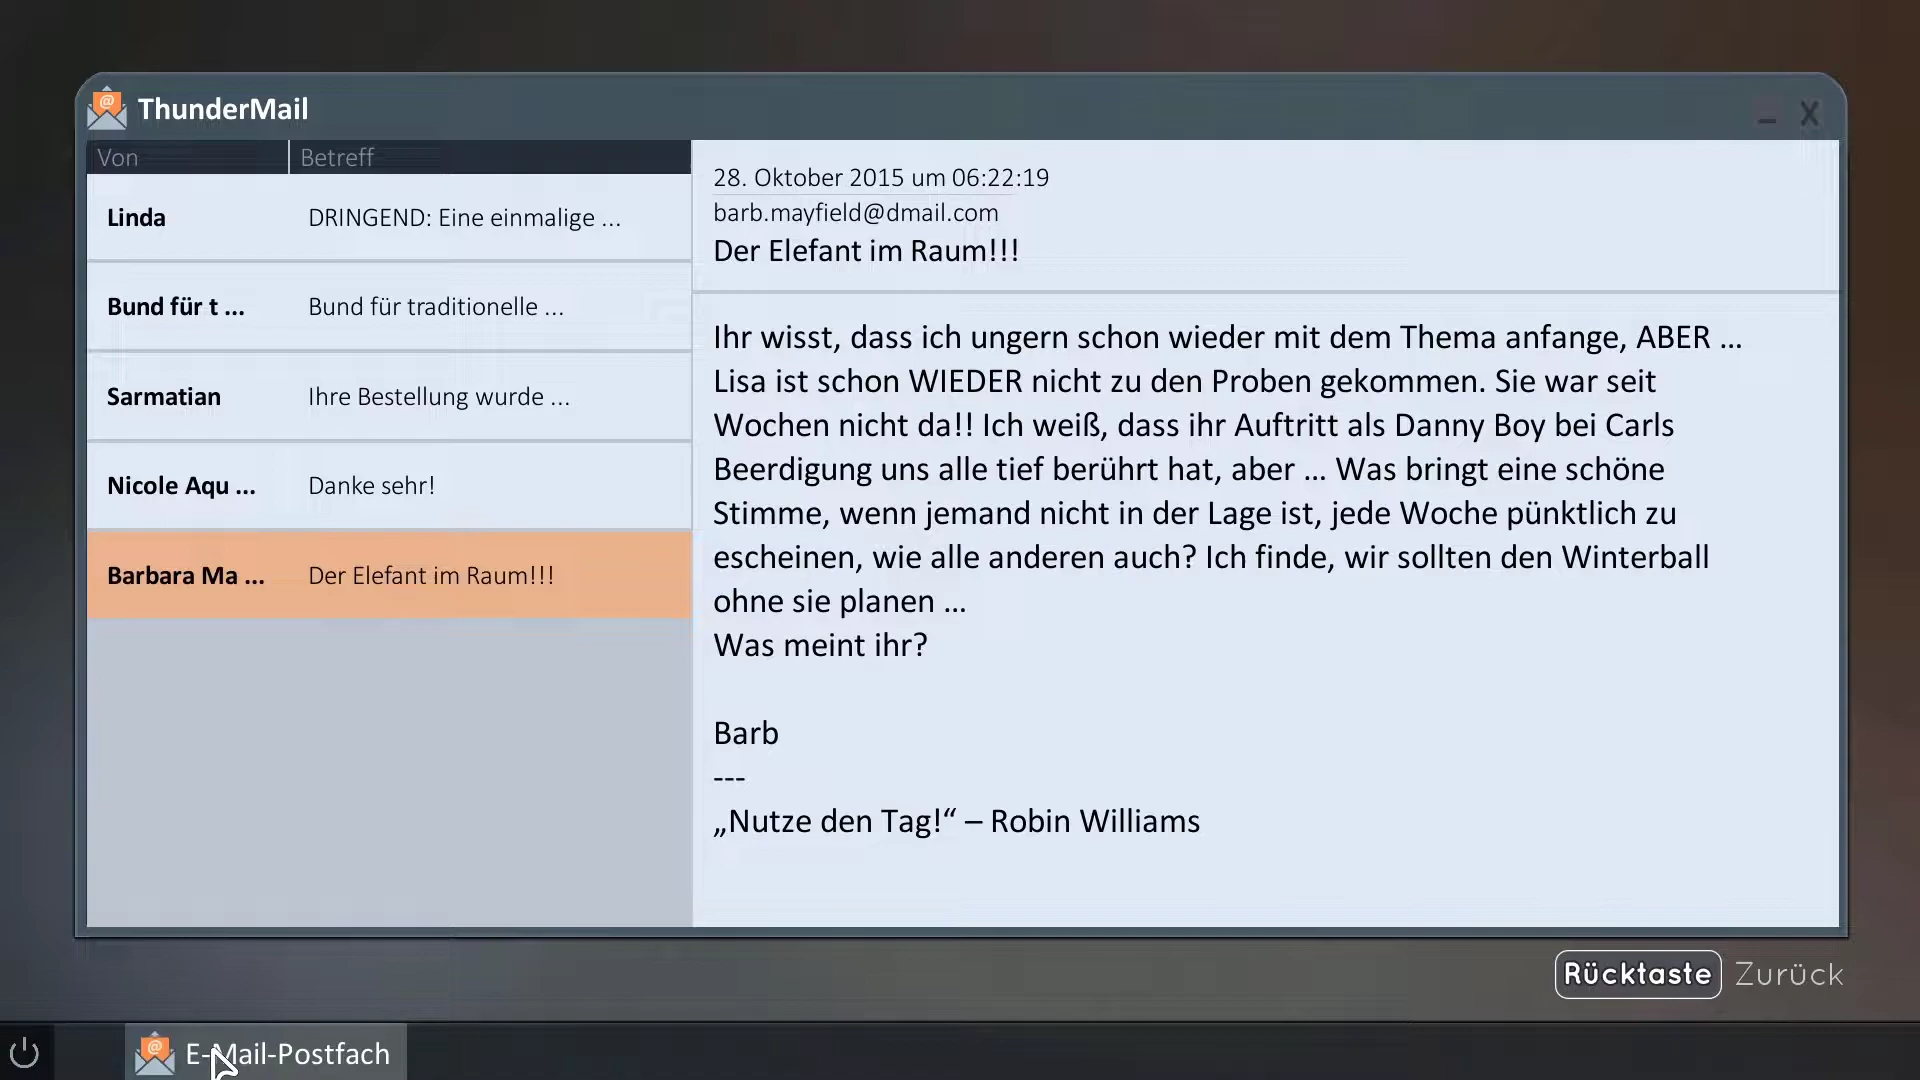 ThunderMail
Von Betreff
Linda DRINGEND: Eine einmalige ...
Bund für t ... Bund für traditionelle ...
Sarmatian Ihre Bestellung wurde ...
Nicole Aqu ... Danke sehr!
Barbara Ma ... Der Elefant im Raum!!!
28. Oktober 2015 um 06:22:19
barb.mayfield@dmail.com
Der Elefant im Raum!!!
Ihr wisst, dass ich ungern schon wieder mit dem Thema anfange, ABER ...
Lisa ist schon WIEDER nicht zu den Proben gekommen. Sie war seit
Wochen nicht da!! Ich weiß, dass ihr Auftritt als Danny Boy bei Carls
Beerdigung uns alle tief berührt hat, aber ... Was bringt eine schöne
Stimme, wenn jemand nicht in der Lage ist, jede Woche pünktlich zu
escheinen, wie alle anderen auch? Ich finde, wir sollten den Winterball
ohne sie planen ...
Was meint ihr?
Barb
---
„Nutze den Tag!“ – Robin Williams
Rücktaste Zurück
E-Mail-Postfach